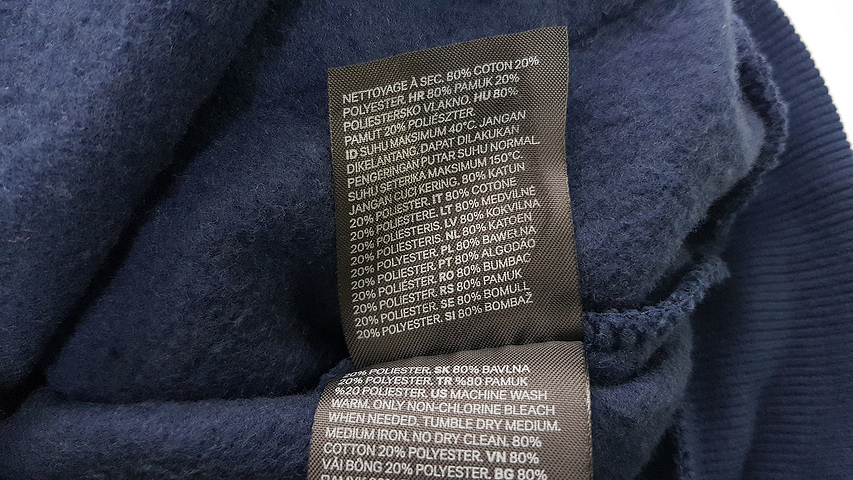 NETTOYAGE À SEC. 80% COTON 20%
POLYESTER. HR 80% PAMUK 20%
POLIESTERSKO VLAKNO. HU 80%
PAMUT 20% POLIÉSZTER.
ID SUHU MAKSIMUM 40°C. JANGAN
DIKELANTANG. DAPAT DILAKUKAN
PENGERINGAN PUTAR SUHU NORMAL.
SUHU SETERIKA MAKSIMUM 150°C.
JANGAN CUCI KERING. 80% KATUN
20% POLIESTER. IT 80% COTONE
20% POLIESTERE. LT 80% MEDVILNĖ
20% POLIESTERIS. LV 80% KOKVILNA
20% POLIESTERIS. NL 80% KATOEN
20% POLYESTER. PL 80% BAWEŁNA
20% POLIESTER. PT 80% ALGODÃO
20% POLIÉSTER. RO 80% BUMBAC
20% POLIESTER. RS 80% PAMUK
20% POLIESTER. SE 80% BOMULL
20% POLYESTER. SI 80% BOMBAŽ
20% POLIESTER. SK 80% BAVLNA
20% POLYESTER. TR %80 PAMUK
%20 POLIESTER. US MACHINE WASH
WARM. ONLY NON-CHLORINE BLEACH
WHEN NEEDED. TUMBLE DRY MEDIUM.
MEDIUM IRON. NO DRY CLEAN. 80%
COTTON 20% POLYESTER. VN 80%
VẢI BÔNG 20% POLYESTER. BG 80%